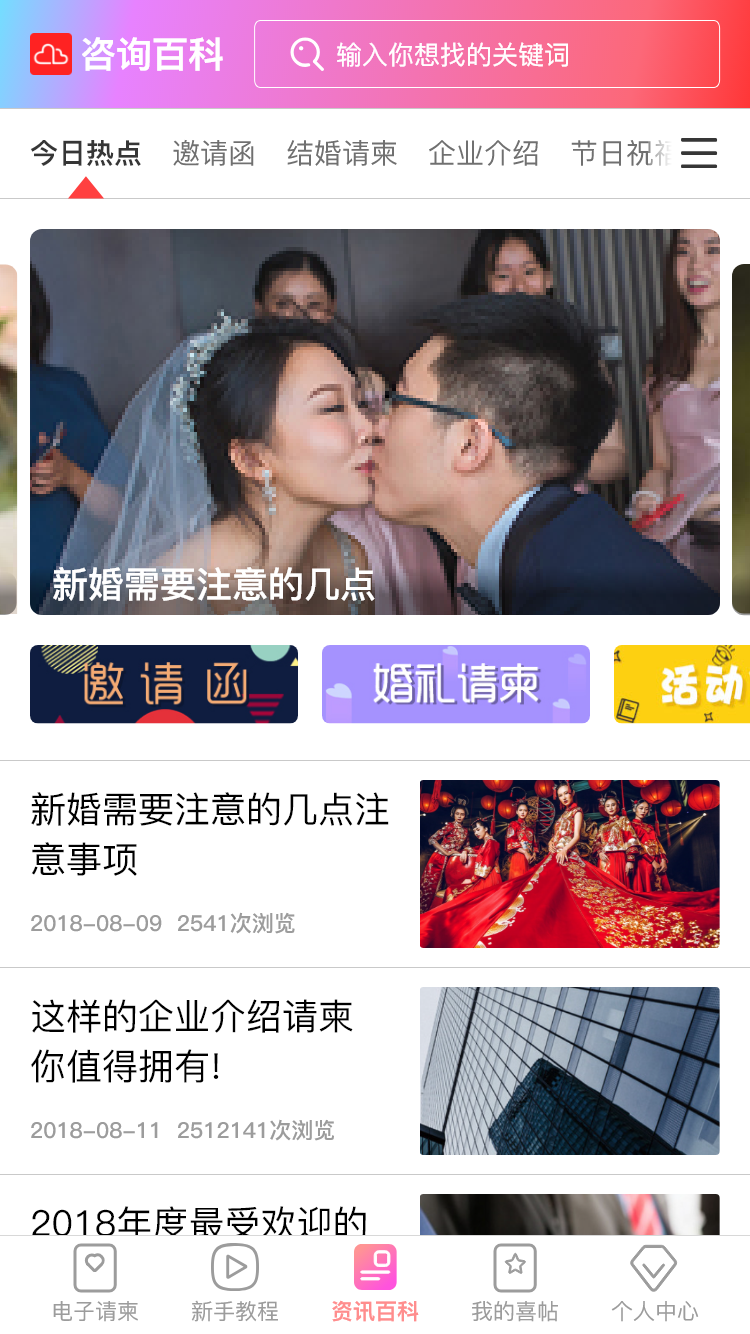 咨询百科
输入你想找的关键词
今日热点 邀请函 结婚请柬 企业介绍 节日祝福
新婚需要注意的几点
邀请函 婚礼请柬 活动
新婚需要注意的几点注
意事项
2018-08-09 2541次浏览
这样的企业介绍请柬
你值得拥有!
2018-08-11 2512141次浏览
2018年度最受欢迎的
电子请柬 新手教程 资讯百科 我的喜帖 个人中心